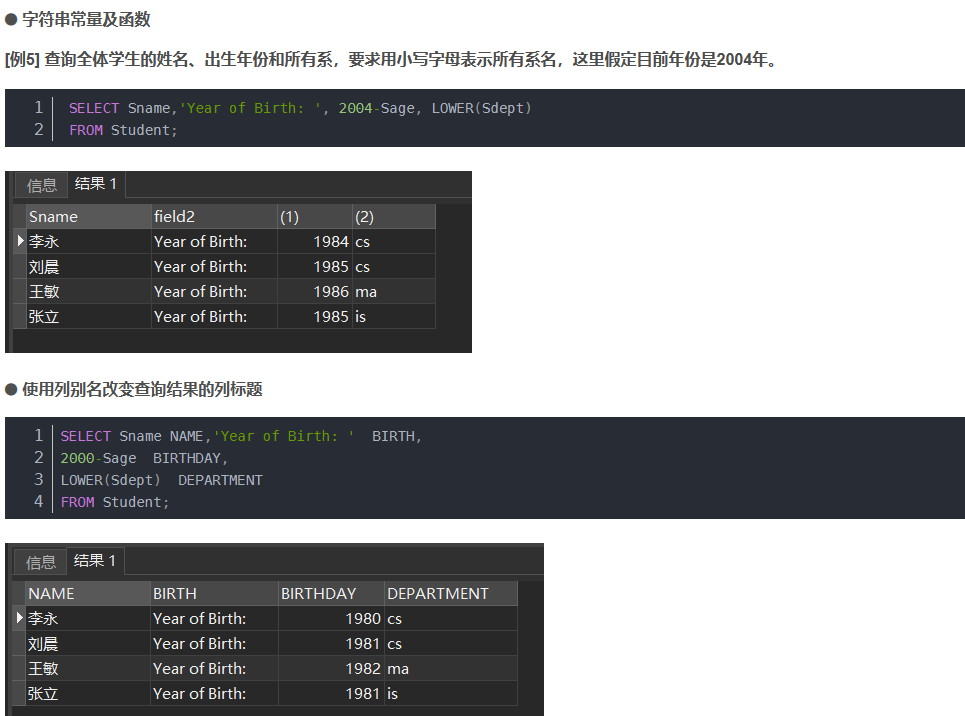 ● 字符串常量及函数
[例5] 查询全体学生的姓名、出生年份和所有系，要求用小写字母表示所有系名，这里假定目前年份是2004年。
1 SELECT Sname,'Year of Birth: ', 2004-Sage, LOWER(Sdept)
2 FROM Student;
信息 结果 1
Sname field2 (1) (2)
李永 Year of Birth: 1984 cs
刘晨 Year of Birth: 1985 cs
王敏 Year of Birth: 1986 ma
张立 Year of Birth: 1985 is
● 使用列别名改变查询结果的列标题
1 SELECT Sname NAME,'Year of Birth: '  BIRTH,
2 2000-Sage  BIRTHDAY,
3 LOWER(Sdept)  DEPARTMENT
4 FROM Student;
信息 结果 1
NAME BIRTH BIRTHDAY DEPARTMENT
李永 Year of Birth: 1980 cs
刘晨 Year of Birth: 1981 cs
王敏 Year of Birth: 1982 ma
张立 Year of Birth: 1981 is